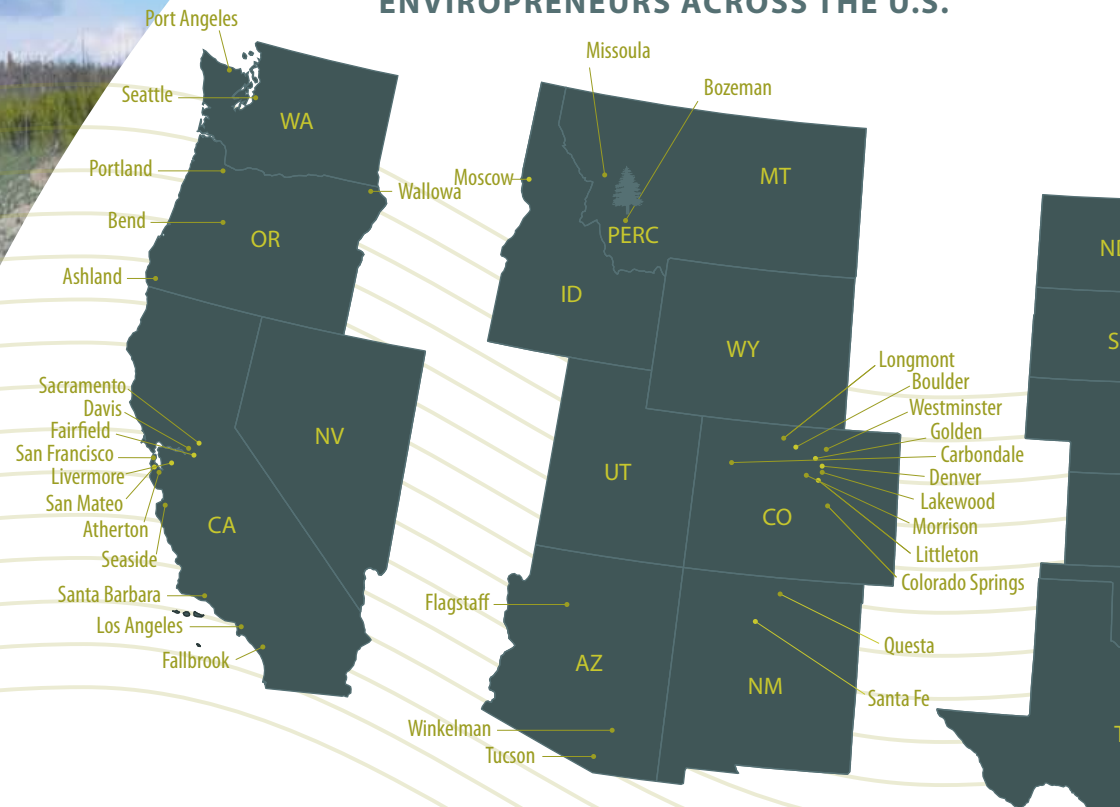 ENVIROPRENEURS ACROSS THE U.S.
Port Angeles
Seattle
WA
Portland
Wallowa
Bend
OR
Ashland
Sacramento
Davis
Fairfield
San Francisco
Livermore
San Mateo
Atherton
Seaside
NV
CA
Santa Barbara
Los Angeles
Fallbrook
Missoula
Bozeman
Moscow
MT
PERC
ID
WY
Longmont
Boulder
Westminster
Golden
Carbondale
Denver
Lakewood
Morrison
Littleton
Colorado Springs
UT
CO
Flagstaff
AZ
Winkelman
Tucson
NM
Questa
Santa Fe